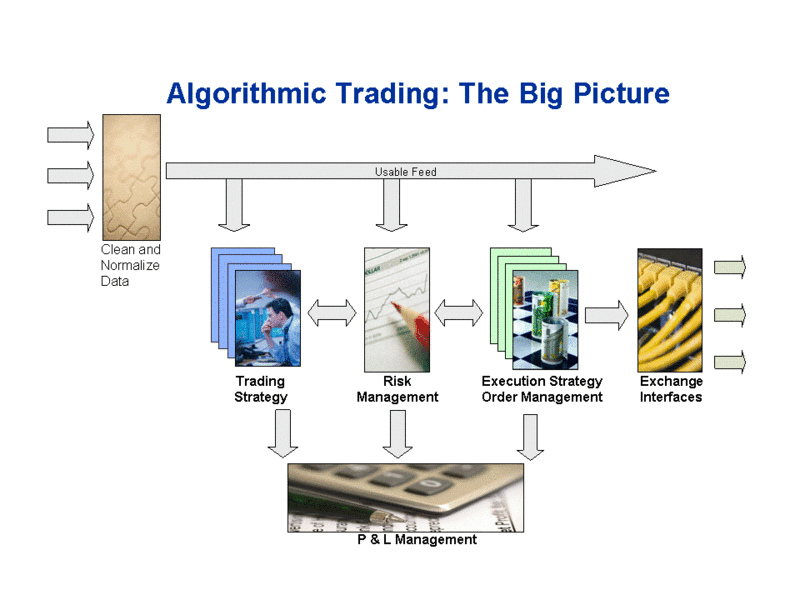 Algorithmic Trading: The Big Picture
Usable Feed
Clean and
Normalize
Data
DOLLAR
Trading
Strategy
Risk
Management
Execution Strategy
Order Management
Exchange
Interfaces
P & L Management